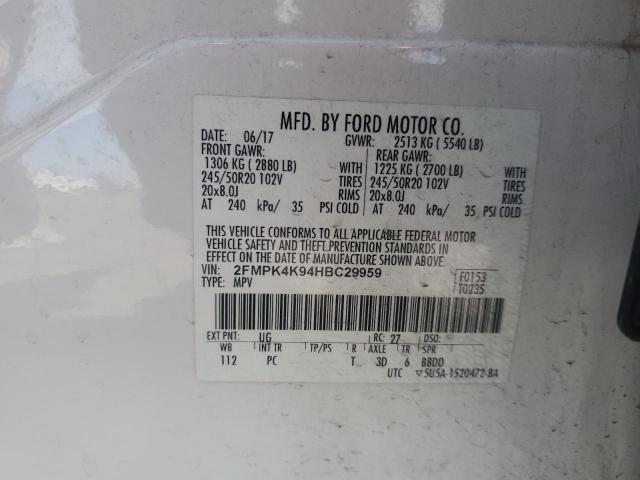 MFD. BY FORD MOTOR CO.
DATE: 06/17 GVWR: 2513 KG ( 5540 LB)
FRONT GAWR: REAR GAWR:
1306 KG ( 2880 LB) WITH 1225 KG ( 2700 LB) WITH
245/50R20 102V TIRES 245/50R20 102V TIRES
20x8.0J RIMS 20x8.0J RIMS
AT 240 kPa/ 35 PSI COLD AT 240 kPa/ 35 PSI COLD
THIS VEHICLE CONFORMS TO ALL APPLICABLE FEDERAL MOTOR
VEHICLE SAFETY AND THEFT PREVENTION STANDARDS IN
EFFECT ON THE DATE OF MANUFACTURE SHOWN ABOVE.
VIN: 2FMPK4K94HBC29959 F0153
TYPE: MPV T0235
EXT PNT: UG RC: 27 DSO:
WB INT TR TP/PS R AXLE TR SPR
112 PC T 3D 6 BBDD
UTC ▽5U5A-1520472-BA